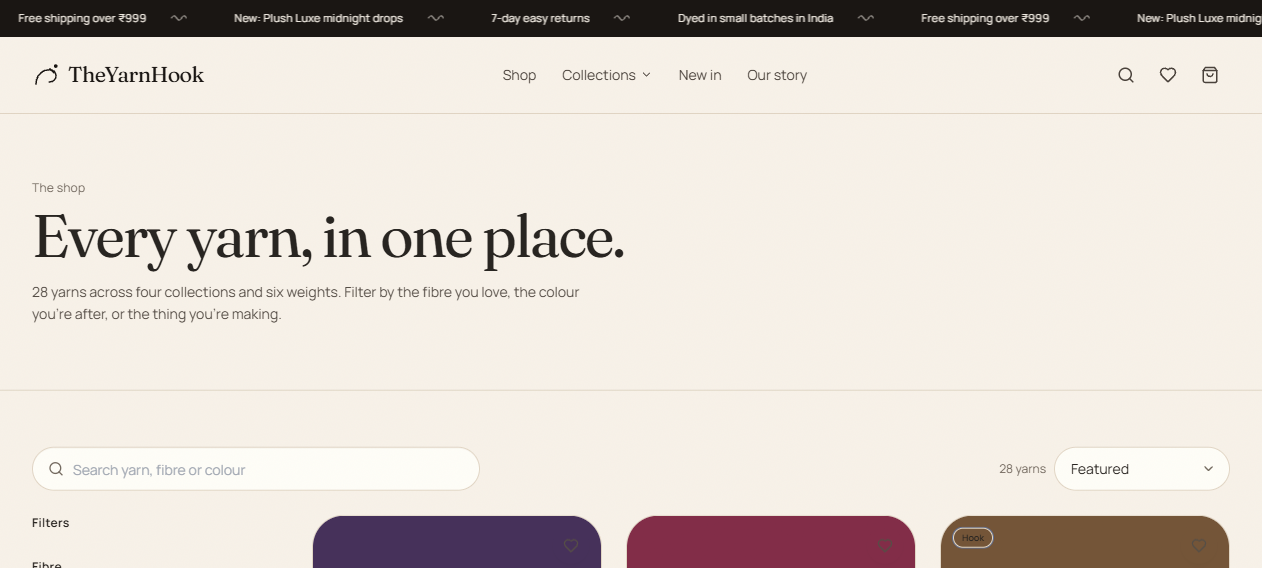 Free shipping over ₹999 New: Plush Luxe midnight drops 7-day easy returns Dyed in small batches in India Free shipping over ₹999 New: Plush Luxe
TheYarnHook Shop Collections New in Our story
The shop
Every yarn, in one place.
28 yarns across four collections and six weights. Filter by the fibre you love, the colour
you're after, or the thing you're making.
Search yarn, fibre or colour 28 yarns Featured
Filters
Hook
Fibre